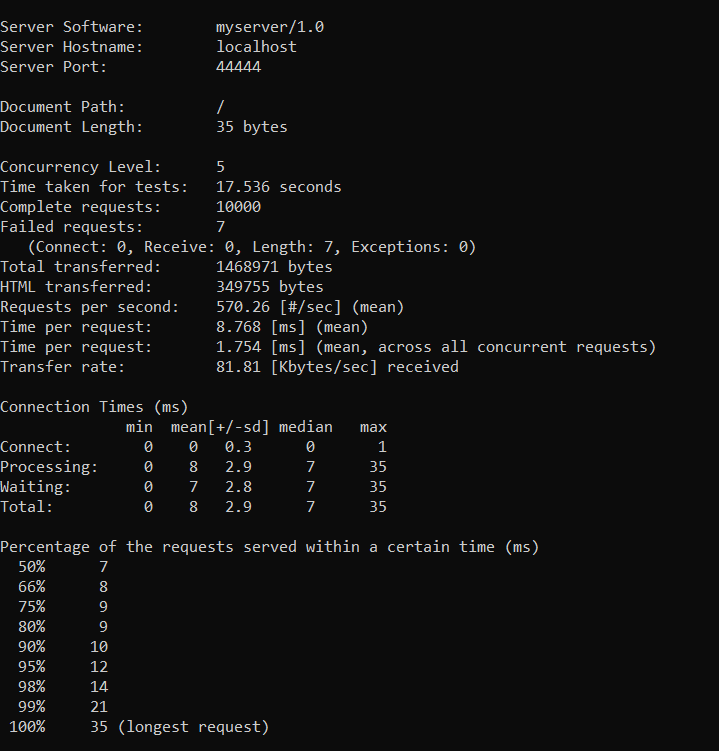 Server Software:        myserver/1.0
Server Hostname:        localhost
Server Port:            44444

Document Path:          /
Document Length:        35 bytes

Concurrency Level:      5
Time taken for tests:   17.536 seconds
Complete requests:      10000
Failed requests:        7
   (Connect: 0, Receive: 0, Length: 7, Exceptions: 0)
Total transferred:      1468971 bytes
HTML transferred:       349755 bytes
Requests per second:    570.26 [#/sec] (mean)
Time per request:       8.768 [ms] (mean)
Time per request:       1.754 [ms] (mean, across all concurrent requests)
Transfer rate:          81.81 [Kbytes/sec] received

Connection Times (ms)
              min  mean[+/-sd] median   max
Connect:        0    0   0.3      0       1
Processing:     0    8   2.9      7      35
Waiting:        0    7   2.8      7      35
Total:          0    8   2.9      7      35

Percentage of the requests served within a certain time (ms)
  50%      7
  66%      8
  75%      9
  80%      9
  90%     10
  95%     12
  98%     14
  99%     21
 100%     35 (longest request)